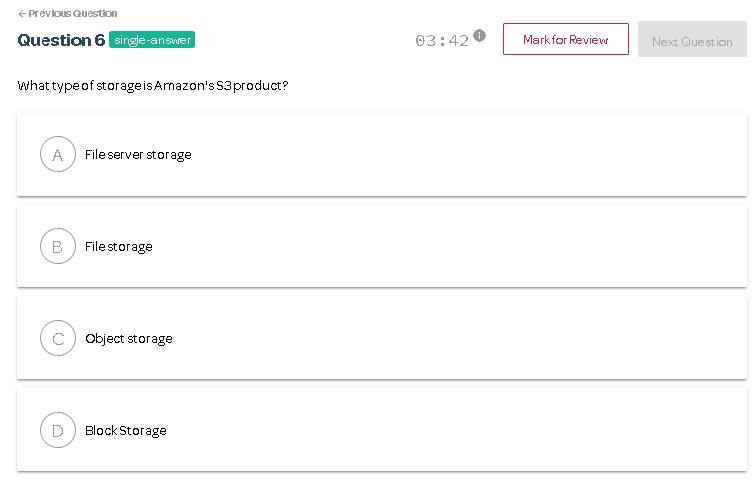 ← Previous Question
Question 6 single-answer 03:42 i Mark for Review Next Question
What type of storage is Amazon's S3 product?
A File server storage
B File storage
C Object storage
D Block Storage